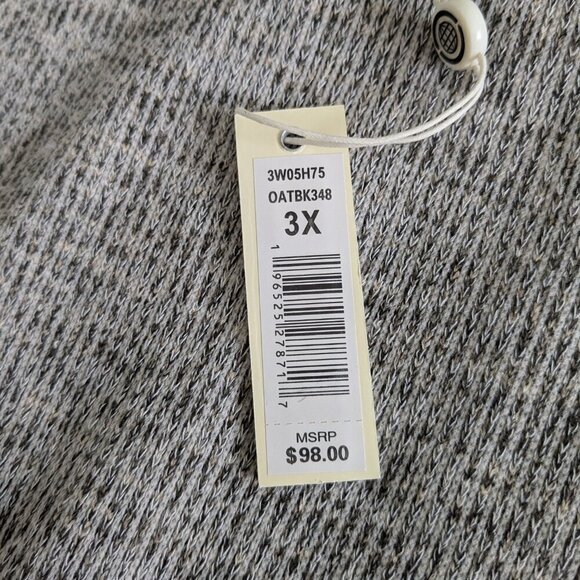 3W05H75
OATBK348
3X
1 96525 27871 7
MSRP
$98.00